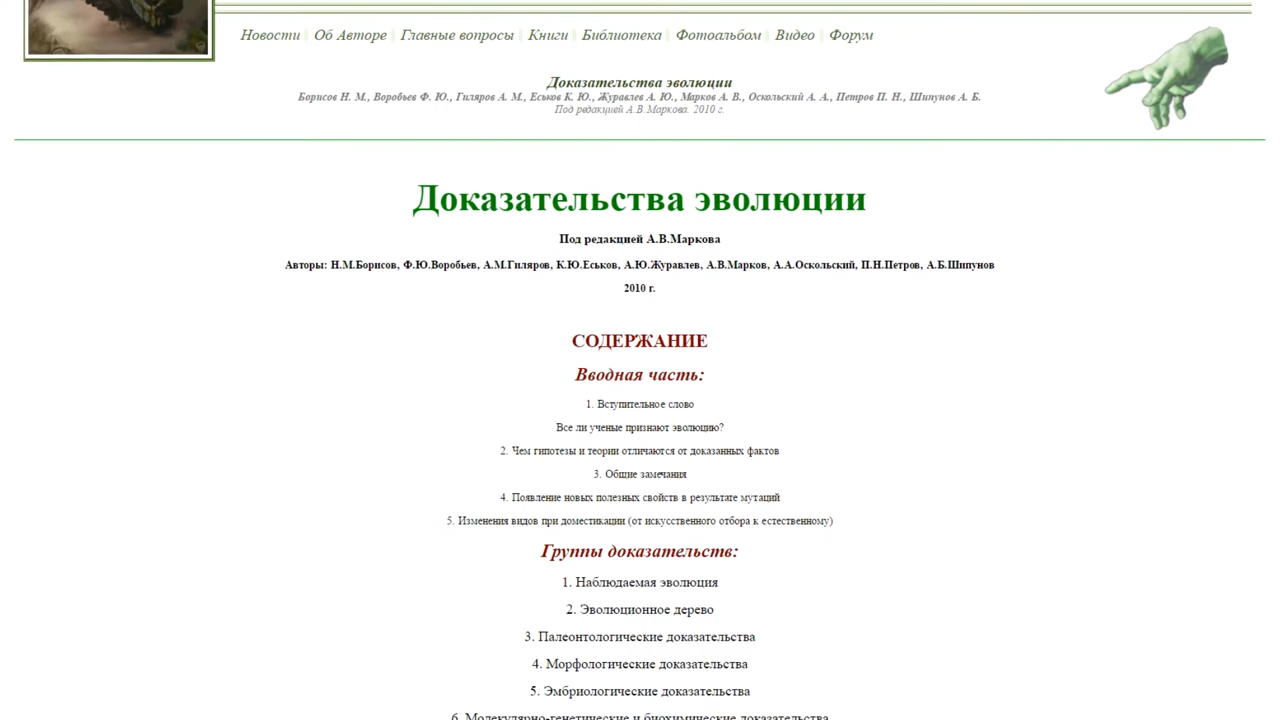 Новости | Об Авторе | Главные вопросы | Книги | Библиотека | Фотоальбом | Видео | Форум
Доказательства эволюции
Борисов Н. М., Воробьев Ф. Ю., Гиляров А. М., Еськов К. Ю., Журавлев А. Ю., Марков А. В., Оскольский А. А., Петров П. Н., Шипунов А. Б.
Под редакцией А.В.Маркова. 2010 г.
Доказательства эволюции
Под редакцией А.В.Маркова
Авторы: Н.М.Борисов, Ф.Ю.Воробьев, А.М.Гиляров, К.Ю.Еськов, А.Ю.Журавлев, А.В.Марков, А.А.Оскольский, П.Н.Петров, А.Б.Шипунов
2010 г.
СОДЕРЖАНИЕ
Вводная часть:
1. Вступительное слово
Все ли ученые признают эволюцию?
2. Чем гипотезы и теории отличаются от доказанных фактов
3. Общие замечания
4. Появление новых полезных свойств в результате мутаций
5. Изменения видов при доместикации (от искусственного отбора к естественному)
Группы доказательств:
1. Наблюдаемая эволюция
2. Эволюционное дерево
3. Палеонтологические доказательства
4. Морфологические доказательства
5. Эмбриологические доказательства
6. Молекулярно-генетические и биохимические доказательства